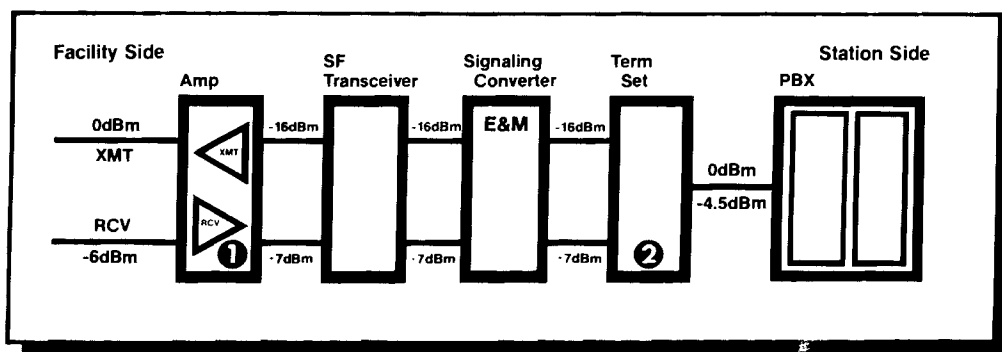 Facility Side
Station Side
Amp
SF
Transceiver
Signaling
Converter
Term
Set
PBX
0dBm
XMT
XMT
-16dBm
-16dBm
E&M
-16dBm
0dBm
-4.5dBm
RCV
-6dBm
RCV
1
-7dBm
-7dBm
-7dBm
2